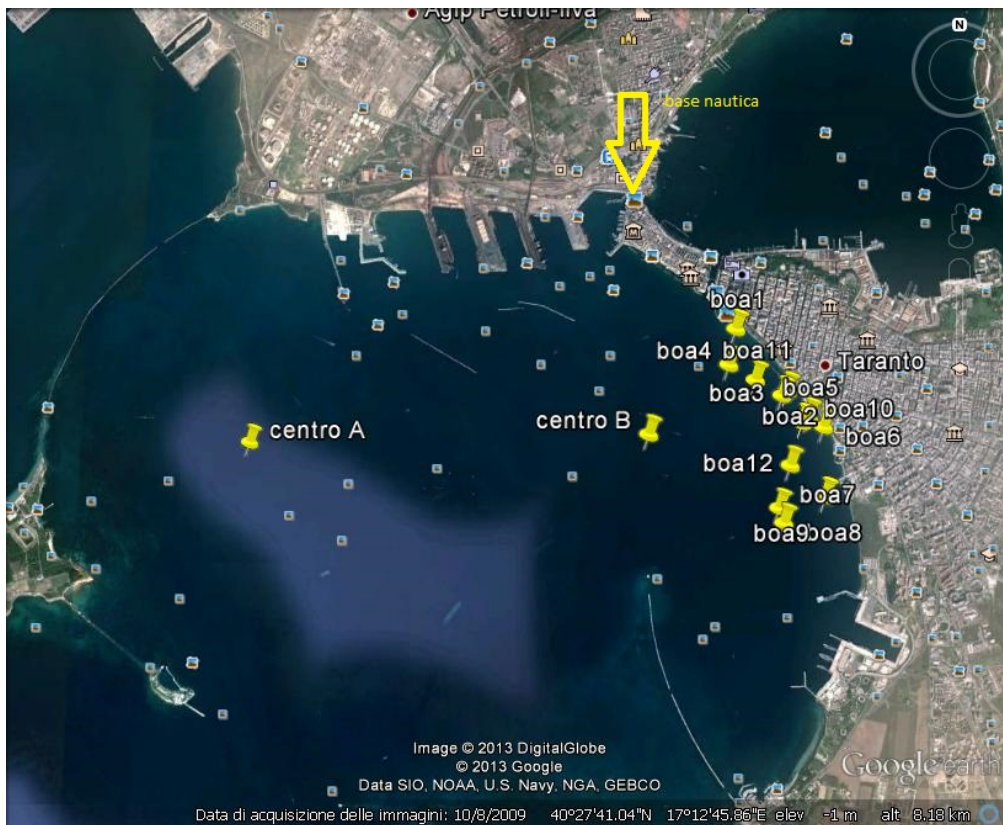 Agip Petroli-Ilva
N
base nautica
boa1
boa4
boa11
Taranto
boa3
boa5
boa2
boa10
centro A
centro B
boa6
boa12
boa7
boa9
boa8
Image © 2013 DigitalGlobe
© 2013 Google
Data SIO, NOAA, U.S. Navy, NGA, GEBCO
Google earth
Data di acquisizione delle immagini: 10/8/2009 40°27'41.04"N 17°12'45.86"E elev -1 m alt 8.18 km